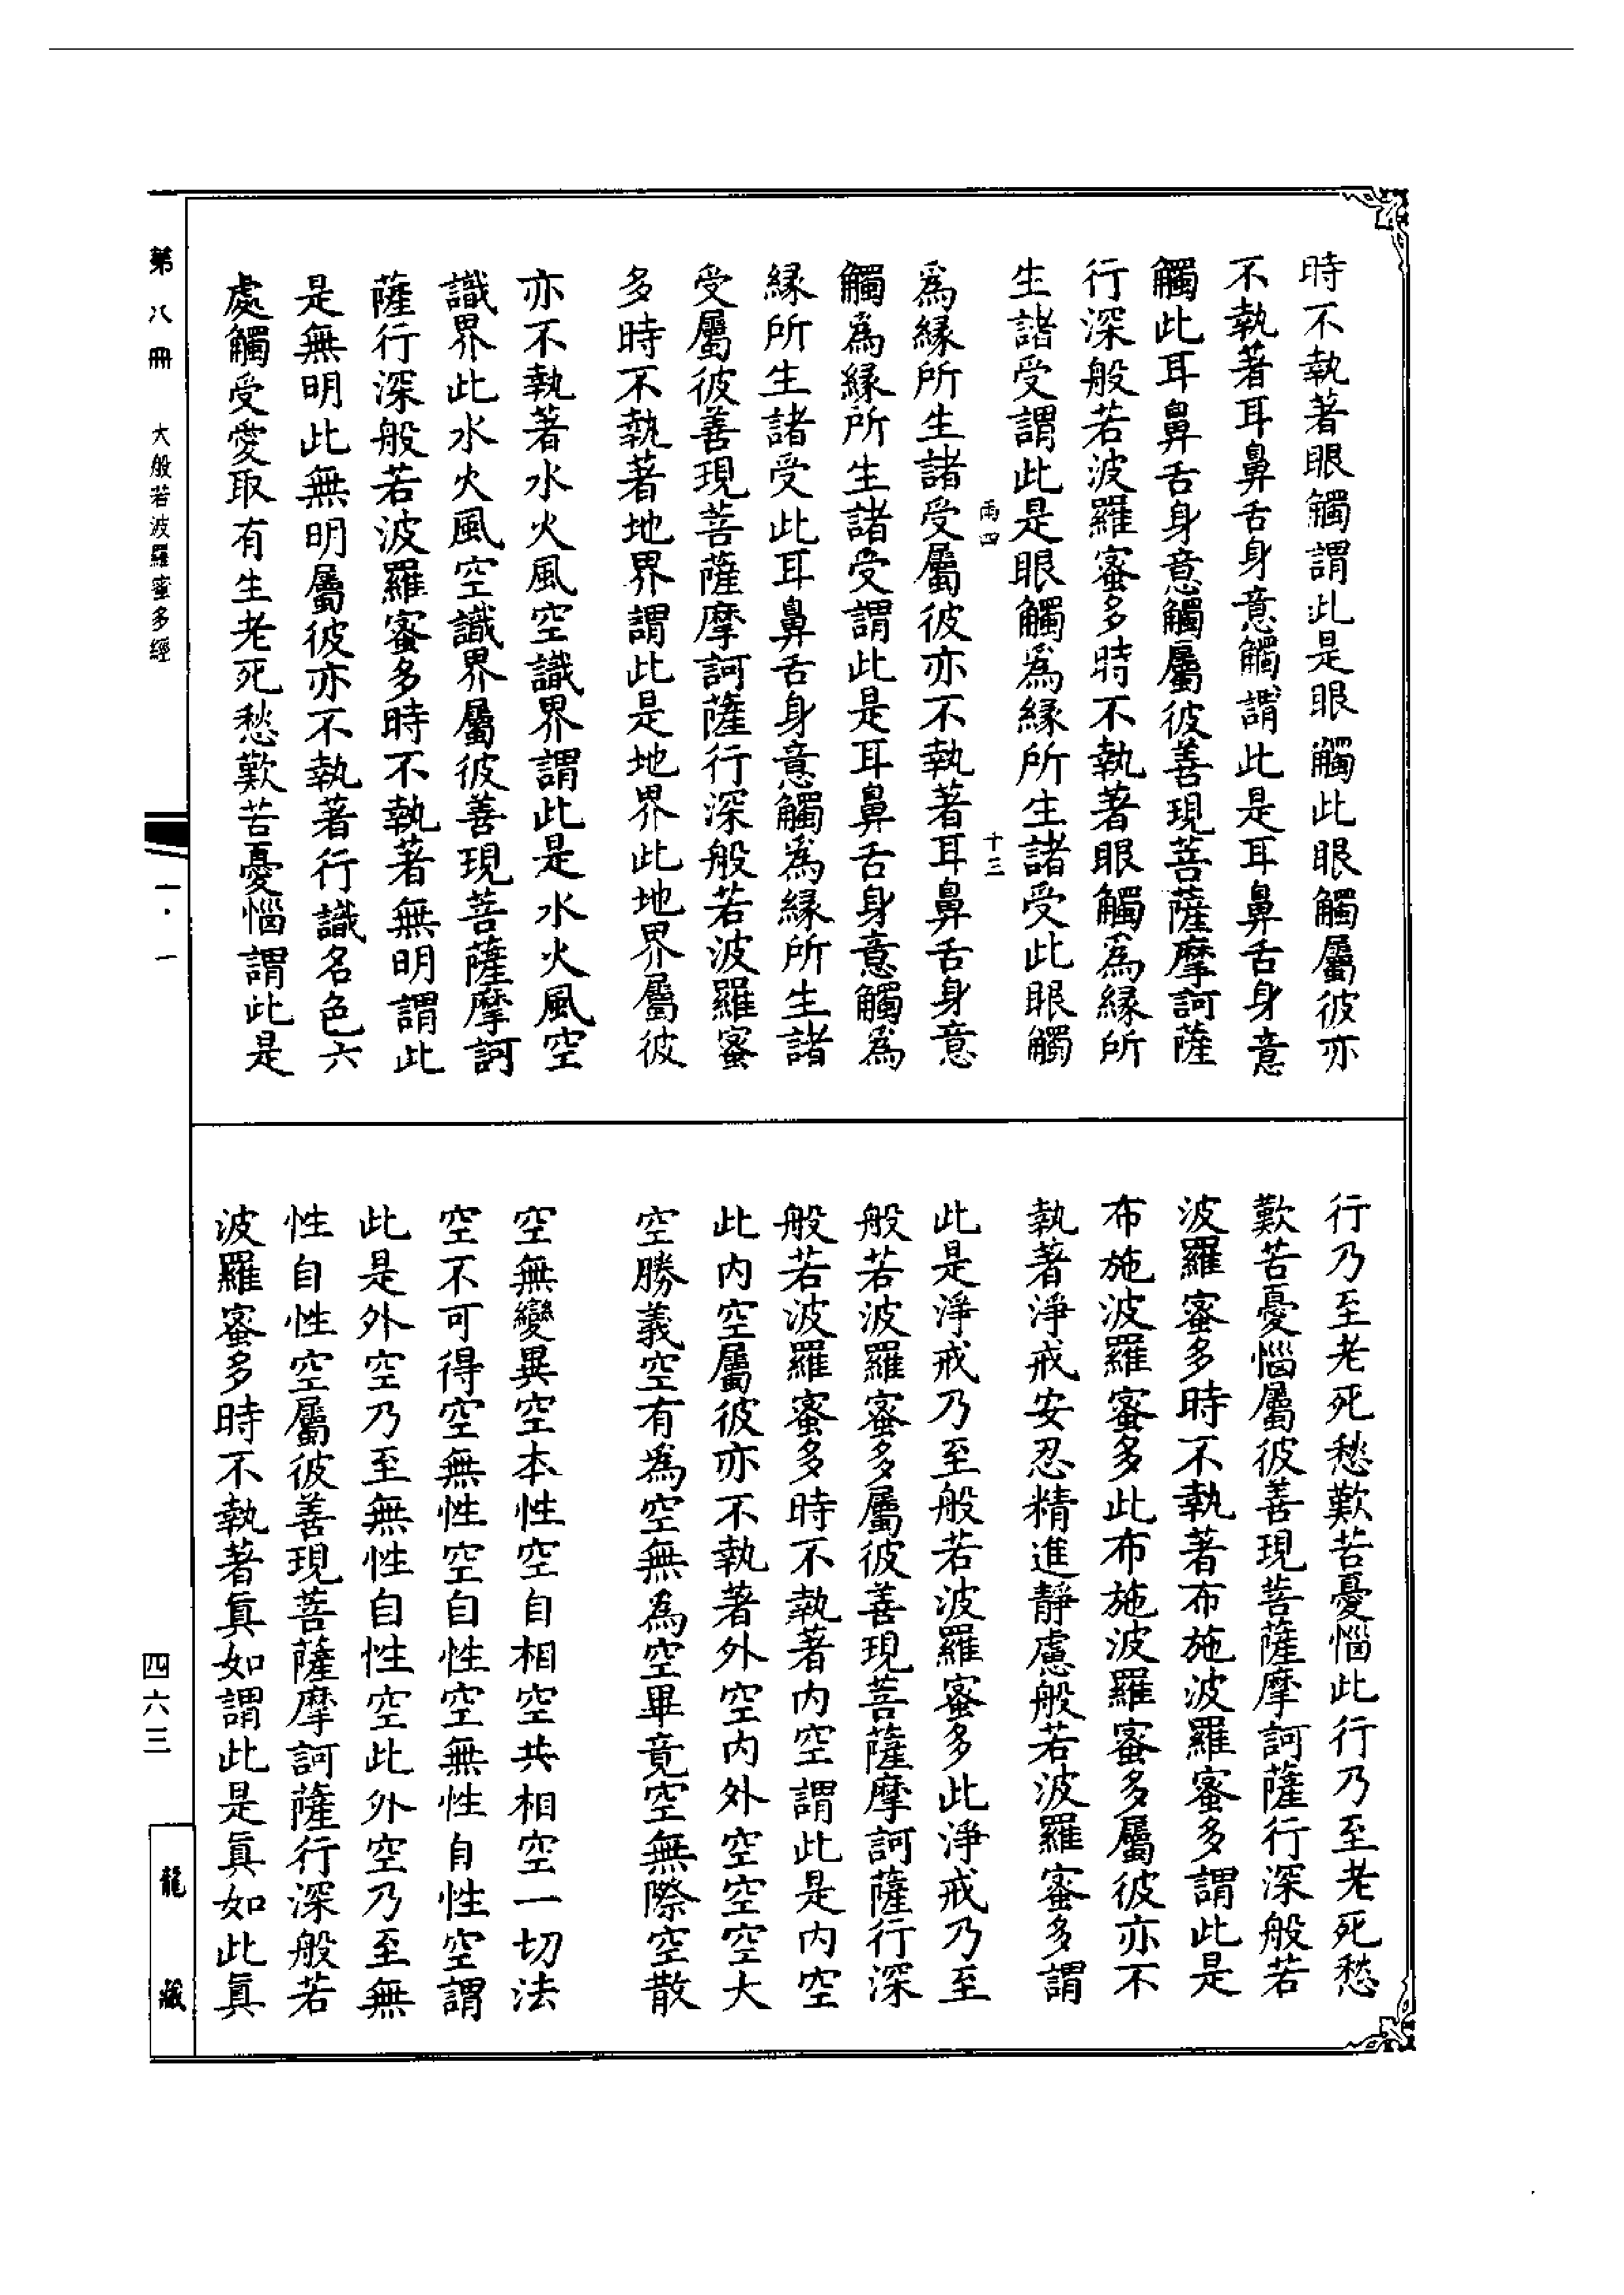 時不執著眼觸謂此是眼觸此眼觸屬彼亦
不執著耳鼻舌身意觸謂此是耳鼻舌身意
觸此耳鼻舌身意觸屬彼善現菩薩摩訶薩
行深般若波羅蜜多時不執著眼觸爲緣所
生諸受謂此是眼觸爲緣所生諸受此眼觸
雨四 十三
爲緣所生諸受屬彼亦不執著耳鼻舌身意
觸爲緣所生諸受謂此是耳鼻舌身意觸爲
緣所生諸受此耳鼻舌身意觸爲緣所生諸
受屬彼善現菩薩摩訶薩行深般若波羅蜜
多時不執著地界謂此是地界此地界屬彼
亦不執著水火風空識界謂此是水火風空
識界此水火風空識界屬彼善現菩薩摩訶
薩行深般若波羅蜜多時不執著無明謂此
是無明此無明屬彼亦不執著行識名色六
處觸受愛取有生老死愁歎苦憂惱謂此是
行乃至老死愁歎苦憂惱此行乃至老死愁
歎苦憂惱屬彼善現菩薩摩訶薩行深般若
波羅蜜多時不執著布施波羅蜜多謂此是
布施波羅蜜多此布施波羅蜜多屬彼亦不
執著淨戒安忍精進靜慮般若波羅蜜多謂
此是淨戒乃至般若波羅蜜多此淨戒乃至
般若波羅蜜多屬彼善現菩薩摩訶薩行深
般若波羅蜜多時不執著内空謂此是内空
此内空屬彼亦不執著外空内外空空空大
空勝義空有爲空無爲空畢竟空無際空散
空無變異空本性空自相空共相空一切法
空不可得空無性空自性空無性自性空謂
此是外空乃至無性自性空此外空乃至無
性自性空屬彼善現菩薩摩訶薩行深般若
波羅蜜多時不執著眞如謂此是眞如此眞
第八冊 大般若波羅蜜多經 一·一
四六三
龍藏